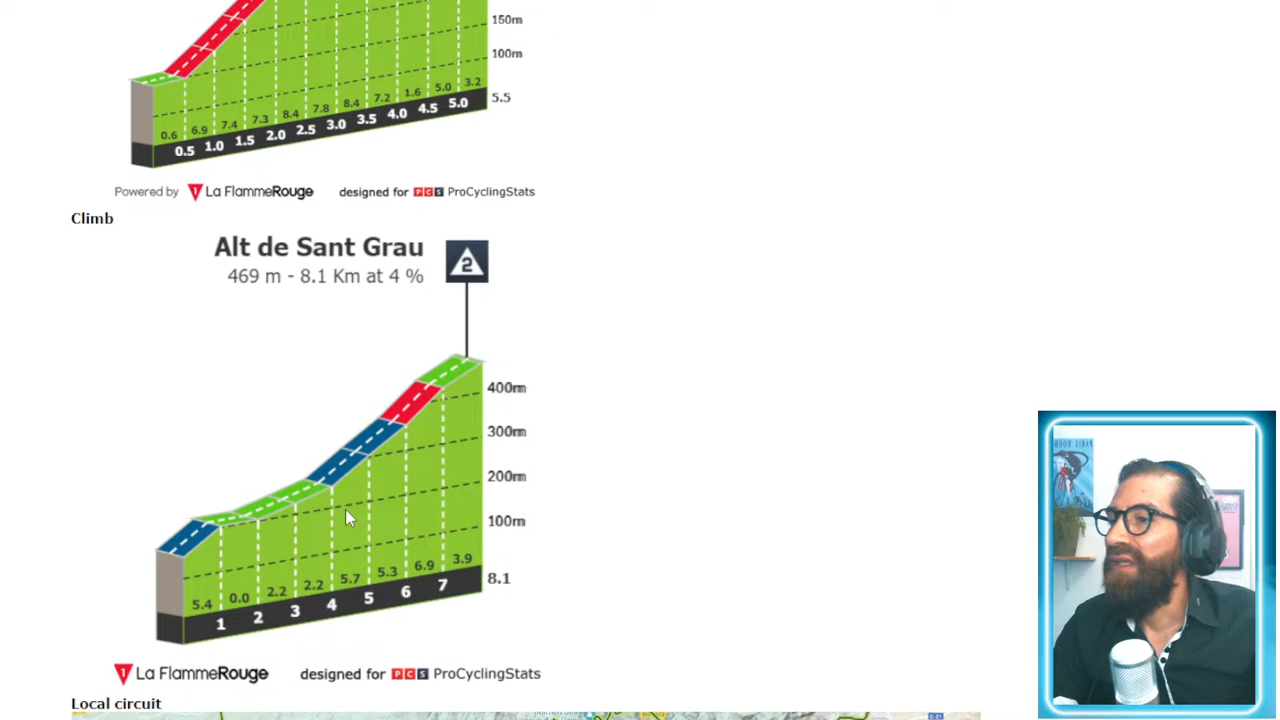 150m
100m
5.5
0.6 6.9 7.4 7.3 8.4 7.8 8.4 7.2 1.6 5.0 3.2
0.5 1.0 1.5 2.0 2.5 3.0 3.5 4.0 4.5 5.0
Powered by 1 La FlammeRouge designed for PCS ProCyclingStats
Climb
Alt de Sant Grau
469 m - 8.1 Km at 4 %
2
400m
300m
200m
100m
8.1
5.4 0.0 2.2 2.2 5.7 5.3 6.9 3.9
1 2 3 4 5 6 7
1 La FlammeRouge designed for PCS ProCyclingStats
Local circuit